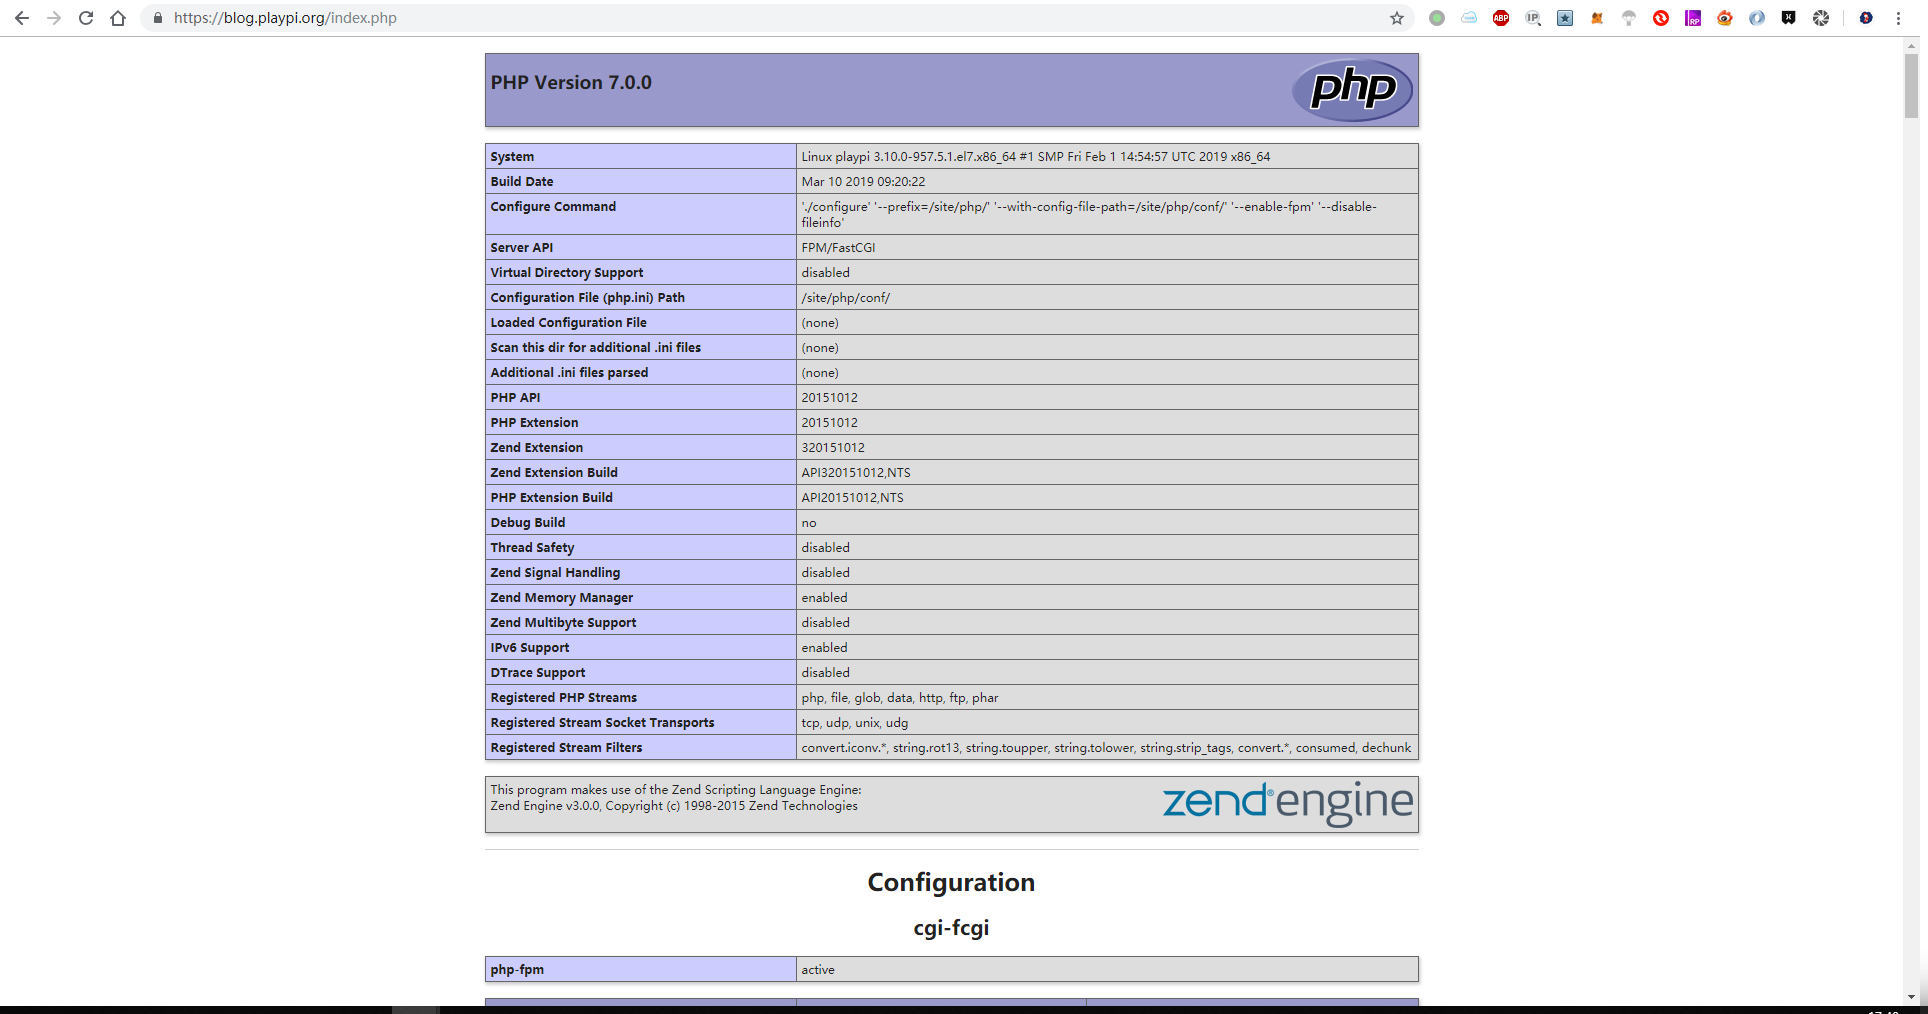 https://blog.playpi.org/index.php
ABP
IP
RP
PHP Version 7.0.0
php
System Linux playpi 3.10.0-957.5.1.el7.x86_64 #1 SMP Fri Feb 1 14:54:57 UTC 2019 x86_64
Build Date Mar 10 2019 09:20:22
Configure Command './configure' '--prefix=/site/php/' '--with-config-file-path=/site/php/conf/' '--enable-fpm' '--disable-
fileinfo'
Server API FPM/FastCGI
Virtual Directory Support disabled
Configuration File (php.ini) Path /site/php/conf/
Loaded Configuration File (none)
Scan this dir for additional .ini files (none)
Additional .ini files parsed (none)
PHP API 20151012
PHP Extension 20151012
Zend Extension 320151012
Zend Extension Build API320151012,NTS
PHP Extension Build API20151012,NTS
Debug Build no
Thread Safety disabled
Zend Signal Handling disabled
Zend Memory Manager enabled
Zend Multibyte Support disabled
IPv6 Support enabled
DTrace Support disabled
Registered PHP Streams php, file, glob, data, http, ftp, phar
Registered Stream Socket Transports tcp, udp, unix, udg
Registered Stream Filters convert.iconv.*, string.rot13, string.toupper, string.tolower, string.strip_tags, convert.*, consumed, dechunk
This program makes use of the Zend Scripting Language Engine:
Zend Engine v3.0.0, Copyright (c) 1998-2015 Zend Technologies
zend® engine
Configuration
cgi-fcgi
php-fpm active